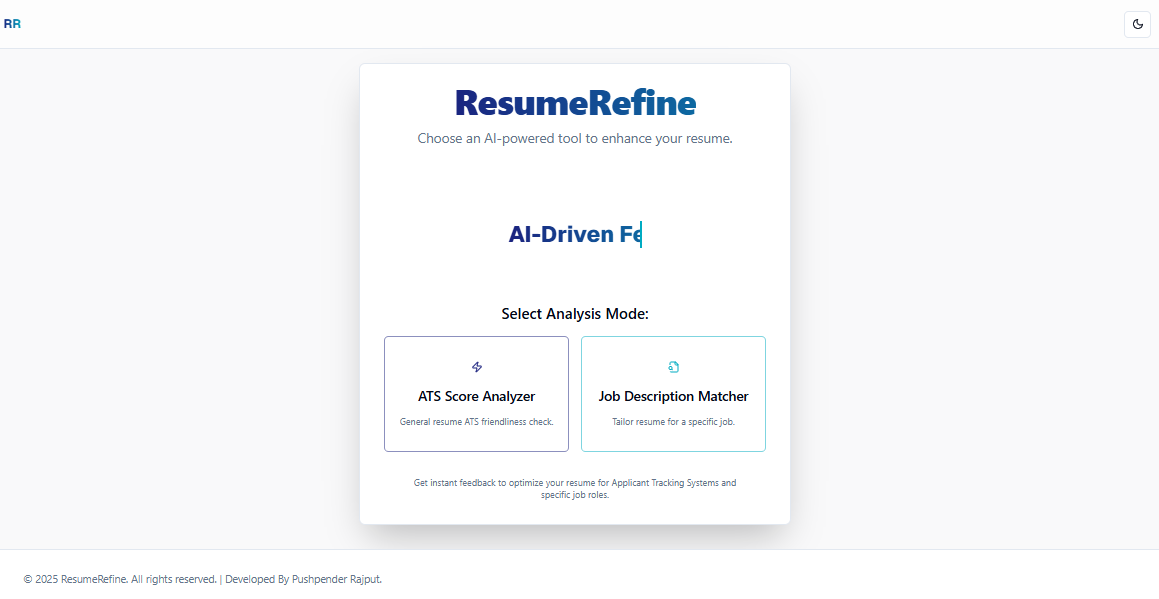 RR
ResumeRefine
Choose an AI-powered tool to enhance your resume.
AI-Driven Fe
Select Analysis Mode:
ATS Score Analyzer
General resume ATS friendliness check.
Job Description Matcher
Tailor resume for a specific job.
Get instant feedback to optimize your resume for Applicant Tracking Systems and
specific job roles.
© 2025 ResumeRefine. All rights reserved. | Developed By Pushpender Rajput.